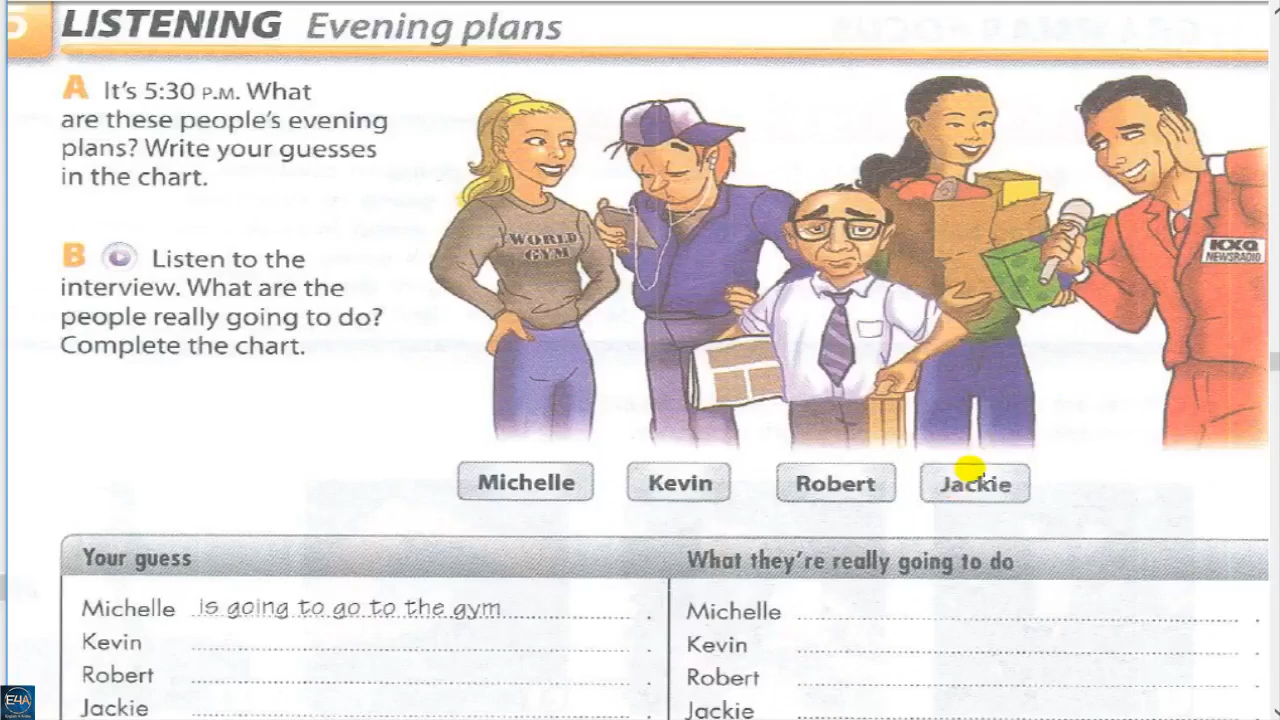 5 LISTENING Evening plans
A It's 5:30 P.M. What
are these people's evening
plans? Write your guesses
in the chart.
B Listen to the
interview. What are the
people really going to do?
Complete the chart.
WORLD
GYM
KXQ
NEWSRADIO
Michelle
Kevin
Robert
Jackie
Your guess
What they're really going to do
Michelle is going to go to the gym .
Kevin .
Robert .
Jackie .
Michelle .
Kevin .
Robert .
Jackie .
E4A